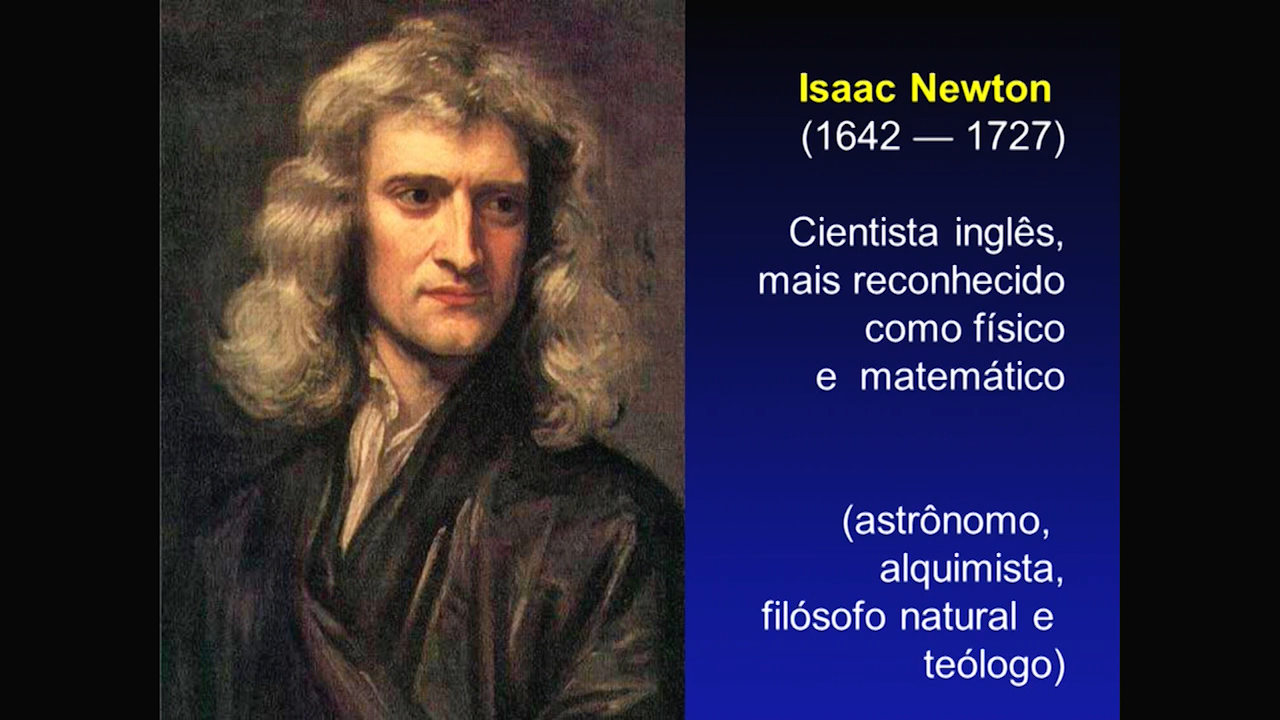 Isaac Newton
(1642 — 1727)
Cientista inglês,
mais reconhecido
como físico
e matemático
(astrônomo,
alquimista,
filósofo natural e
teólogo)